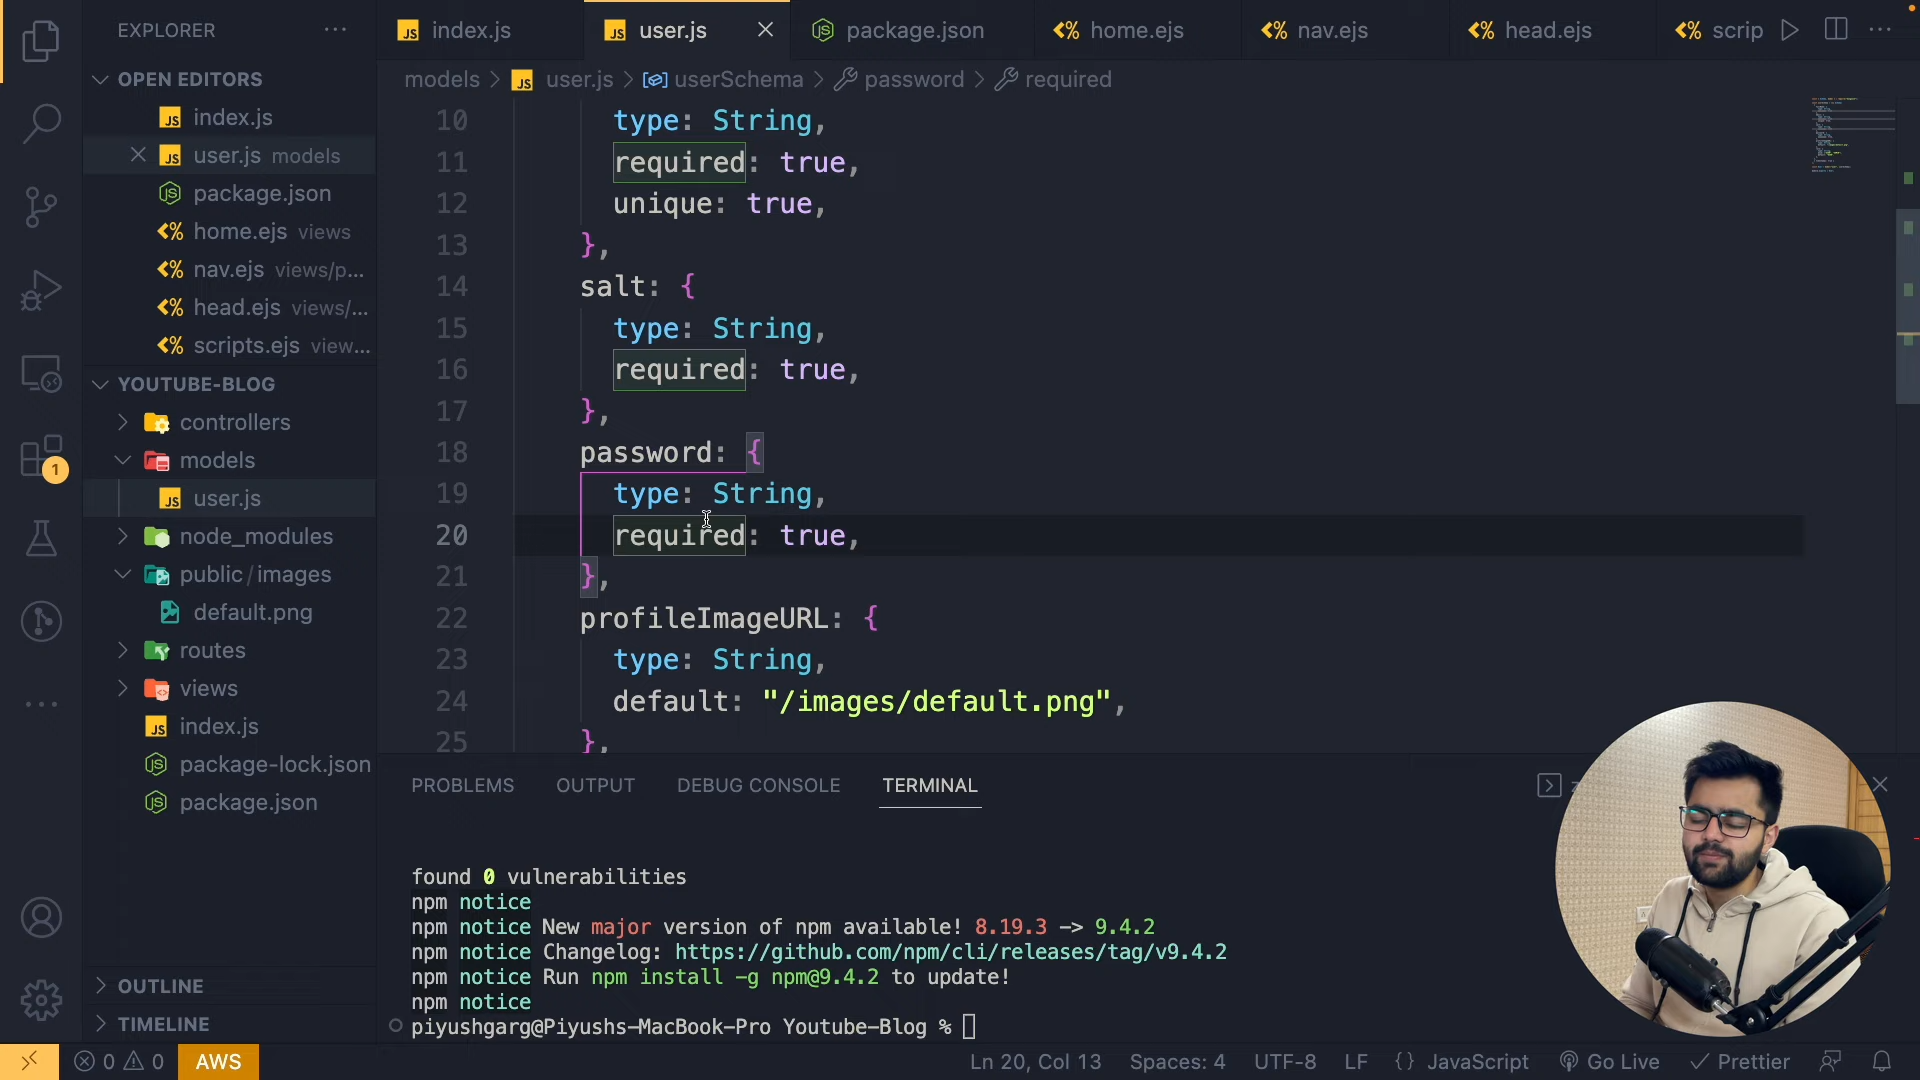 EXPLORER
index.js
user.js
package.json
home.ejs
nav.ejs
head.ejs
scrip
OPEN EDITORS
index.js
user.js models
package.json
home.ejs views
nav.ejs views/p...
head.ejs views/...
scripts.ejs view...
YOUTUBE-BLOG
controllers
models
user.js
node_modules
public/images
default.png
routes
views
index.js
package-lock.json
package.json
OUTLINE
TIMELINE
1
models > user.js > userSchema > password > required
10 type: String,
11 required: true,
12 unique: true,
13 },
14 salt: {
15 type: String,
16 required: true,
17 },
18 password: {
19 type: String,
20 required: true,
21 },
22 profileImageURL: {
23 type: String,
24 default: "/images/default.png",
25 },
PROBLEMS OUTPUT DEBUG CONSOLE TERMINAL
found 0 vulnerabilities
npm notice
npm notice New major version of npm available! 8.19.3 -> 9.4.2
npm notice Changelog: https://github.com/npm/cli/releases/tag/v9.4.2
npm notice Run npm install -g npm@9.4.2 to update!
npm notice
piyushgarg@Piyushs-MacBook-Pro Youtube-Blog %
0 0 AWS Ln 20, Col 13 Spaces: 4 UTF-8 LF {} JavaScript Go Live Prettier